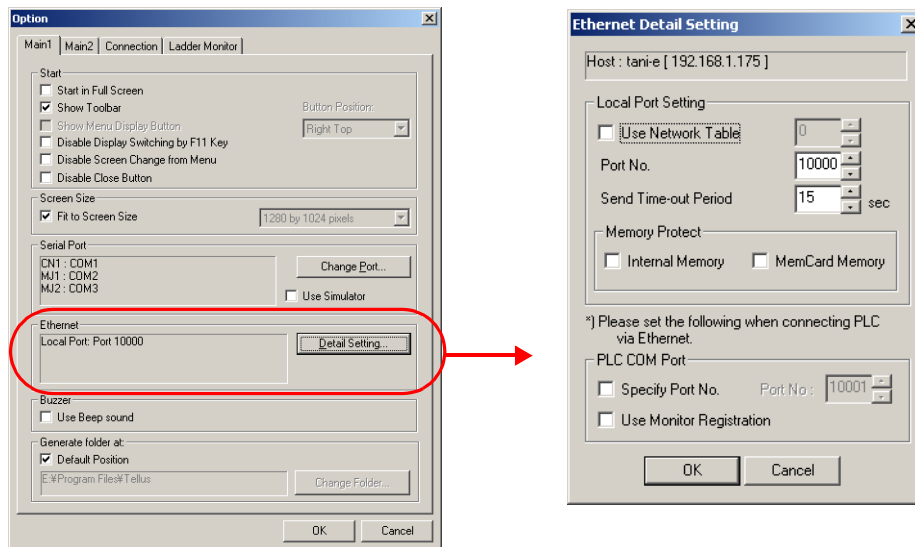 Option
Main1 Main2 Connection Ladder Monitor
Start
Start in Full Screen
Show Toolbar
Button Position:
Show Menu Display Button
Right Top
Disable Display Switching by F11 Key
Disable Screen Change from Menu
Disable Close Button
Screen Size
Fit to Screen Size
1280 by 1024 pixels
Serial Port
CN1 : COM1
MJ1 : COM2
MJ2 : COM3
Change Port...
Use Simulator
Ethernet
Local Port: Port 10000
Detail Setting...
Buzzer
Use Beep sound
Generate folder at:
Default Position
E:¥Program Files¥Tellus
Change Folder...
OK Cancel
Ethernet Detail Setting
Host : tani-e [ 192.168.1.175 ]
Local Port Setting
Use Network Table 0
Port No. 10000
Send Time-out Period 15 sec
Memory Protect
Internal Memory MemCard Memory
*) Please set the following when connecting PLC
via Ethernet.
PLC COM Port
Specify Port No. Port No : 10001
Use Monitor Registration
OK Cancel